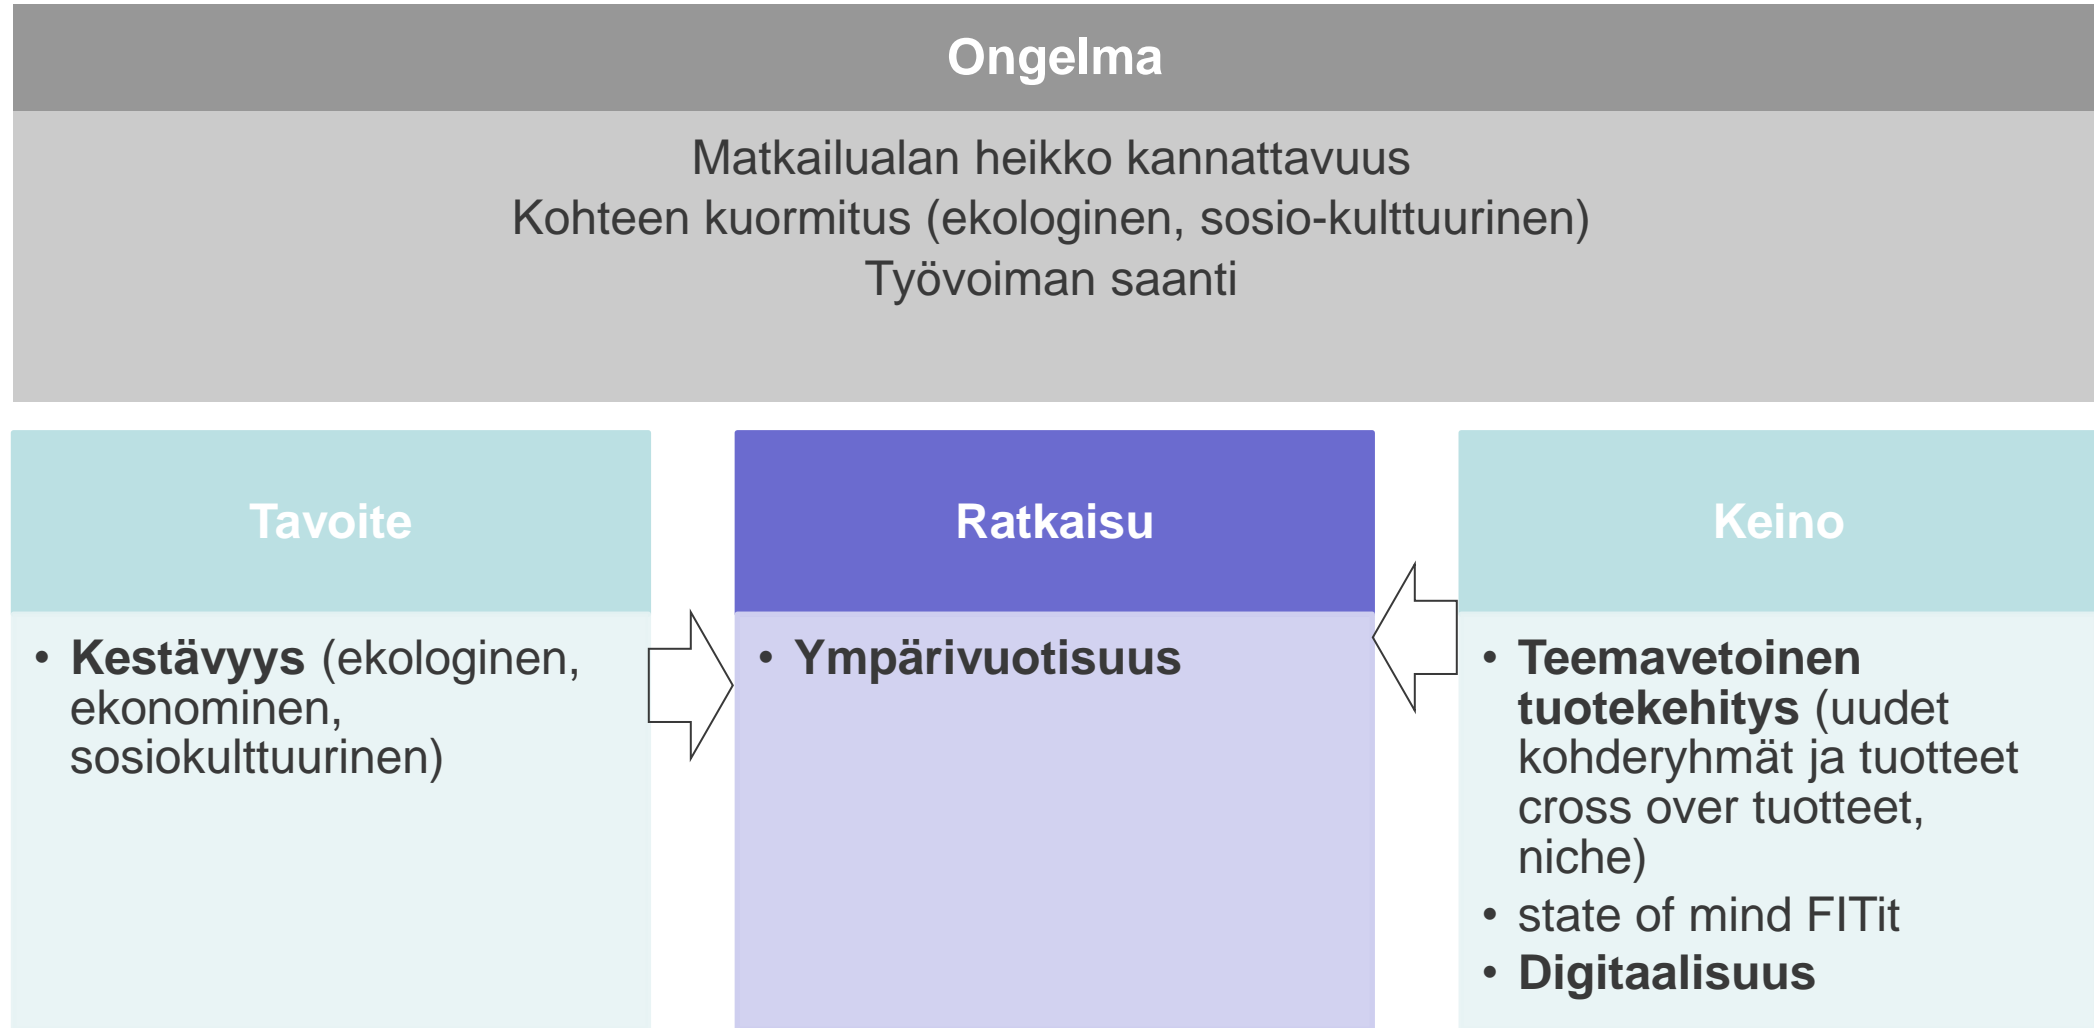 Ongelma
Matkailualan heikko kannattavuus
Kohteen kuormitus (ekologinen, sosio-kulttuurinen)
Työvoiman saanti
Tavoite
• Kestävyys (ekologinen,
ekonominen,
sosiokulttuurinen)
Ratkaisu
• Ympärivuotisuus
Keino
• Teemavetoinen
tuotekehitys (uudet
kohderyhmät ja tuotteet
cross over tuotteet,
niche)
• state of mind FITit
• Digitaalisuus